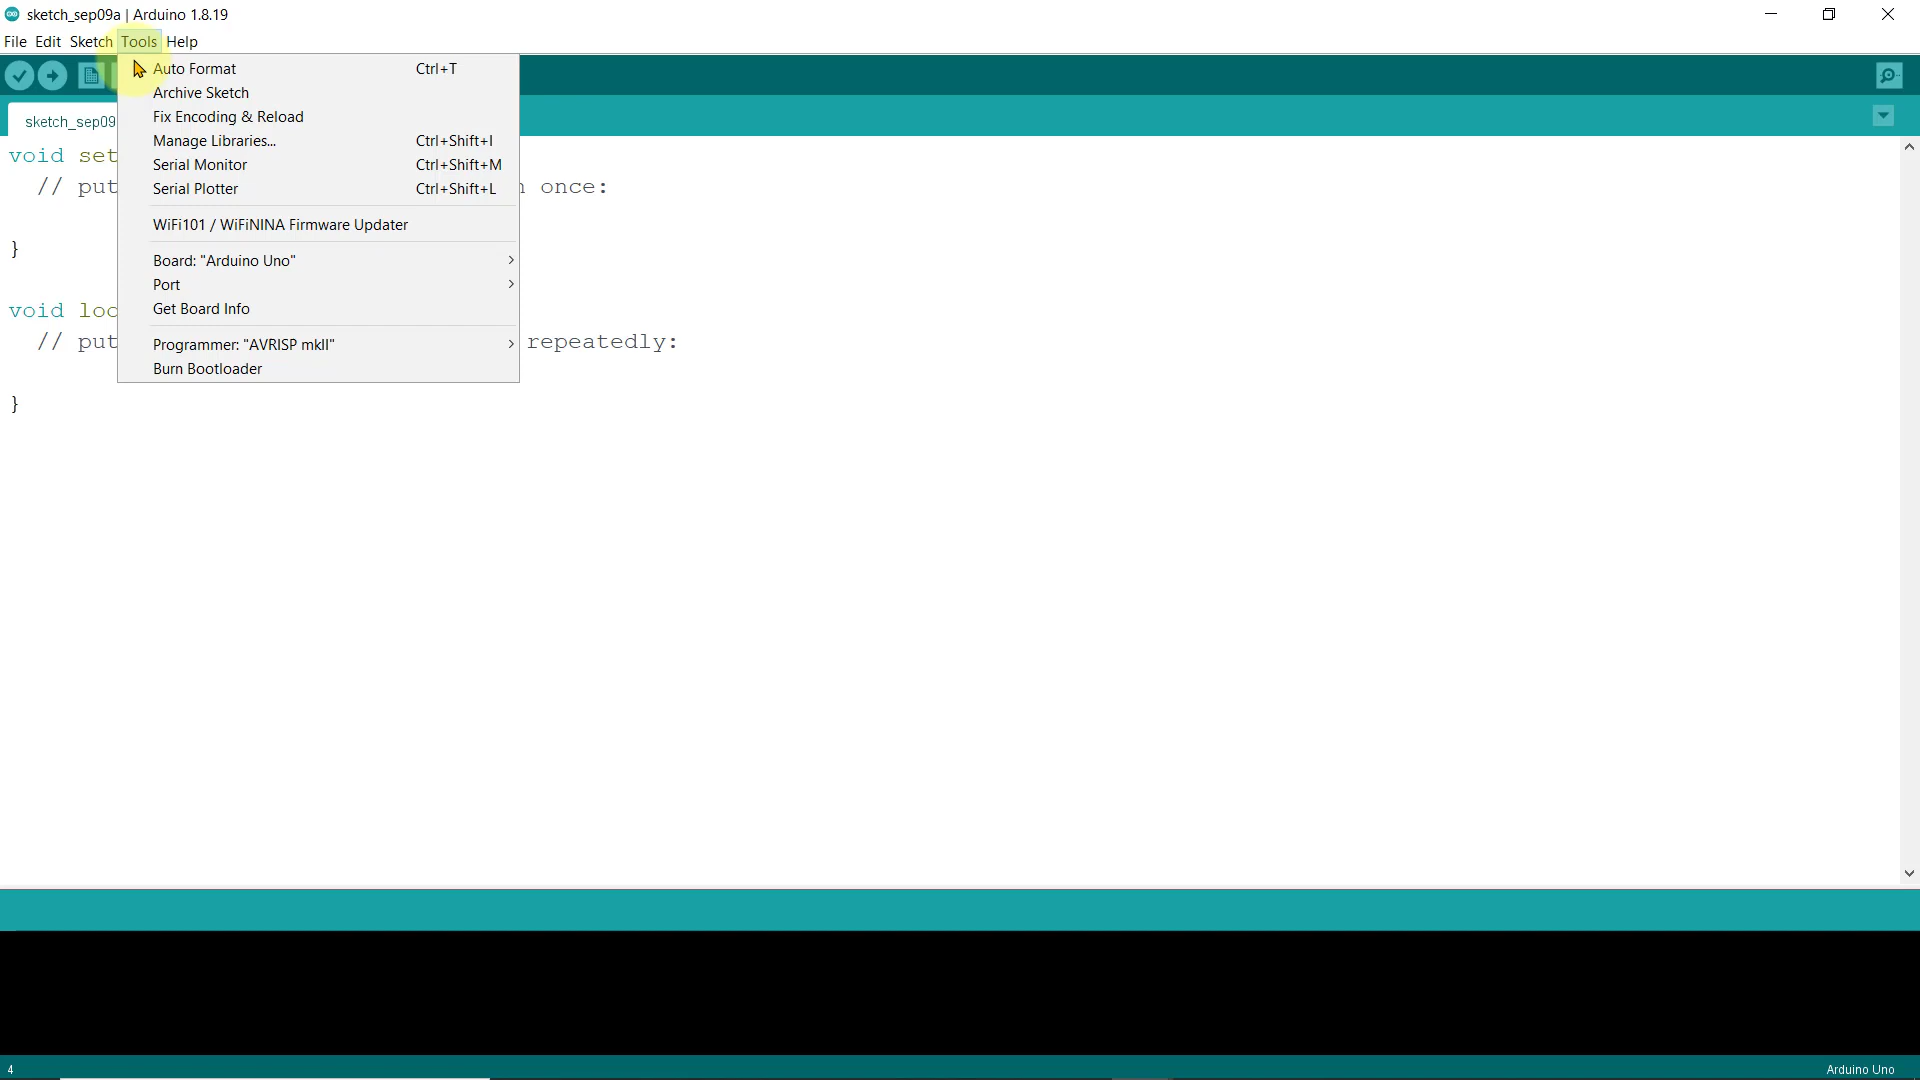 sketch_sep09a | Arduino 1.8.19
File Edit Sketch Tools Help
Auto Format Ctrl+T
Archive Sketch
Fix Encoding & Reload
Manage Libraries... Ctrl+Shift+I
Serial Monitor Ctrl+Shift+M
Serial Plotter Ctrl+Shift+L
WiFi101 / WiFiNINA Firmware Updater
Board: "Arduino Uno"
Port
Get Board Info
Programmer: "AVRISP mkII"
Burn Bootloader
sketch_sep09
void set
// put once:
}
void loo
// put repeatedly:
}
4 Arduino Uno